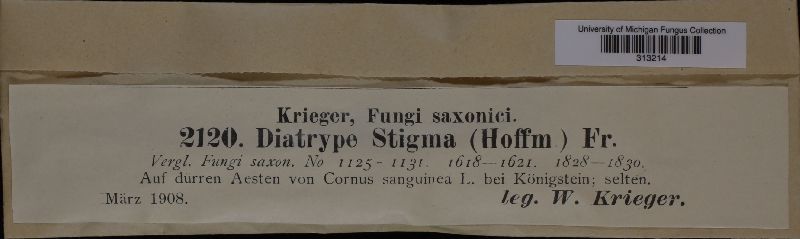 University of Michigan Fungus Collection
313214
Krieger, Fungi saxonici.
2120. Diatrype Stigma (Hoffm.) Fr.
Vergl. Fungi saxon. No 1125-1131. 1618—1621. 1828—1830.
Auf dürren Aesten von Cornus sanguinea L. bei Königstein; selten.
März 1908. leg. W. Krieger.